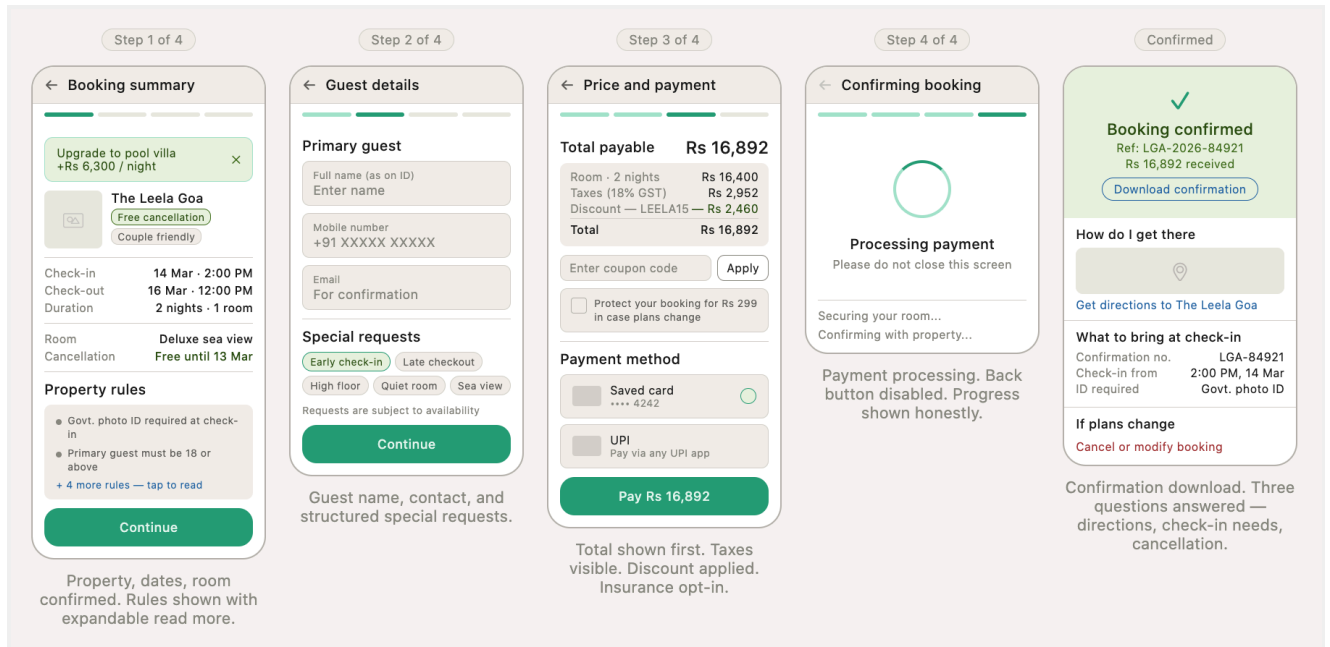 Step 1 of 4
← Booking summary
Upgrade to pool villa
+Rs 6,300 / night
×
The Leela Goa
Free cancellation
Couple friendly
Check-in 14 Mar · 2:00 PM
Check-out 16 Mar · 12:00 PM
Duration 2 nights · 1 room
Room Deluxe sea view
Cancellation Free until 13 Mar
Property rules
• Govt. photo ID required at check-
in
• Primary guest must be 18 or
above
+ 4 more rules — tap to read
Continue
Property, dates, room
confirmed. Rules shown with
expandable read more.
Step 2 of 4
← Guest details
Primary guest
Full name (as on ID)
Enter name
Mobile number
+91 XXXXX XXXXX
Email
For confirmation
Special requests
Early check-in Late checkout
High floor Quiet room Sea view
Requests are subject to availability
Continue
Guest name, contact, and
structured special requests.
Step 3 of 4
← Price and payment
Total payable Rs 16,892
Room · 2 nights Rs 16,400
Taxes (18% GST) Rs 2,952
Discount — LEELA15 — Rs 2,460
Total Rs 16,892
Enter coupon code Apply
Protect your booking for Rs 299
in case plans change
Payment method
Saved card
•••• 4242
UPI
Pay via any UPI app
Pay Rs 16,892
Total shown first. Taxes
visible. Discount applied.
Insurance opt-in.
Step 4 of 4
← Confirming booking
Processing payment
Please do not close this screen
Securing your room...
Confirming with property...
Payment processing. Back
button disabled. Progress
shown honestly.
Confirmed
Booking confirmed
Ref: LGA-2026-84921
Rs 16,892 received
Download confirmation
How do I get there
Get directions to The Leela Goa
What to bring at check-in
Confirmation no. LGA-84921
Check-in from 2:00 PM, 14 Mar
ID required Govt. photo ID
If plans change
Cancel or modify booking
Confirmation download. Three
questions answered —
directions, check-in needs,
cancellation.